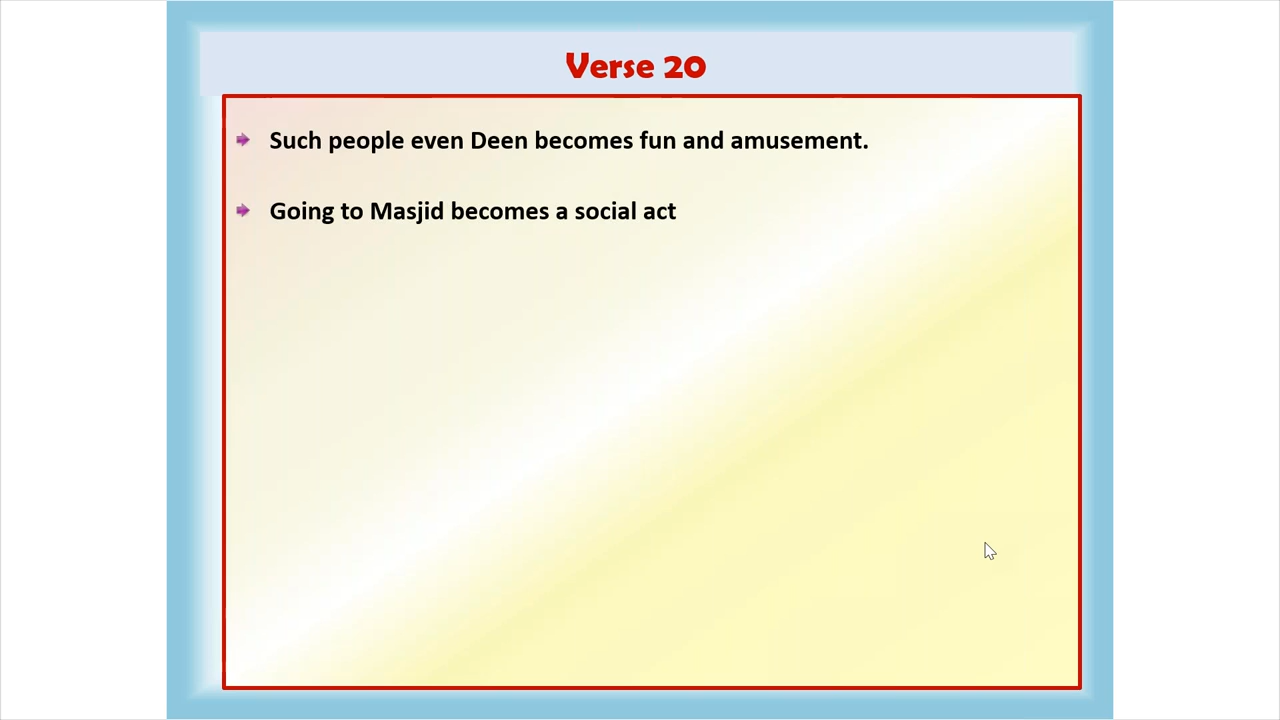 Verse 20
Such people even Deen becomes fun and amusement.
Going to Masjid becomes a social act